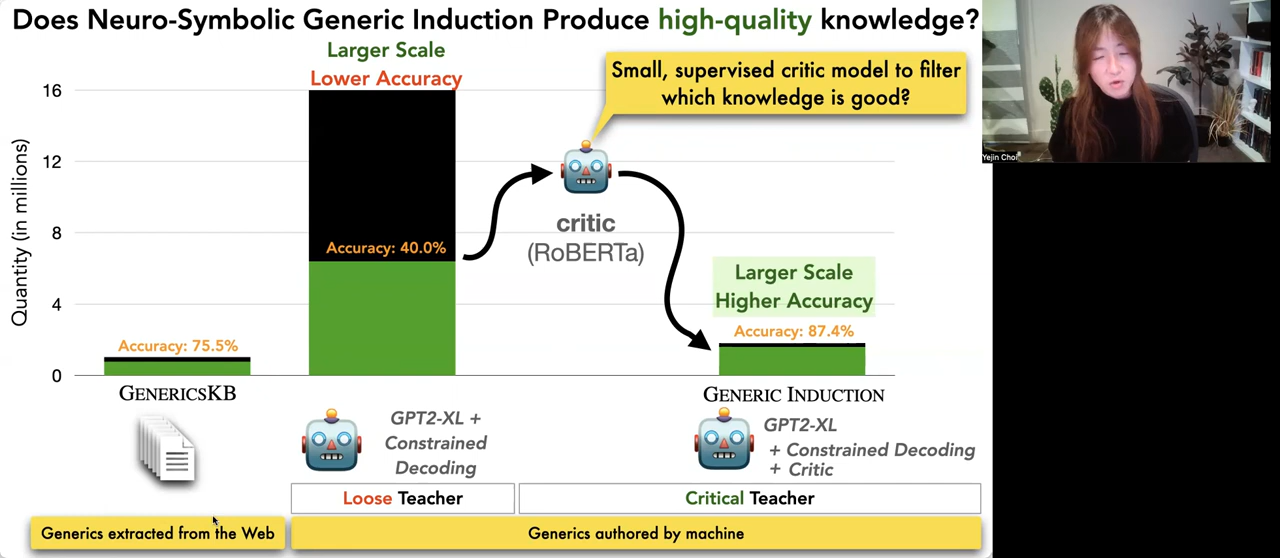 Does Neuro-Symbolic Generic Induction Produce high-quality knowledge?
Larger Scale
Lower Accuracy
Small, supervised critic model to filter
which knowledge is good?
Yejin Choi
Quantity (in millions)
16
12
8
4
0
Accuracy: 75.5%
Accuracy: 40.0%
critic
(RoBERTa)
Larger Scale
Higher Accuracy
Accuracy: 87.4%
GENERICSKB
GENERIC INDUCTION
GPT2-XL +
Constrained
Decoding
GPT2-XL
+ Constrained Decoding
+ Critic
Loose Teacher
Critical Teacher
Generics extracted from the Web
Generics authored by machine